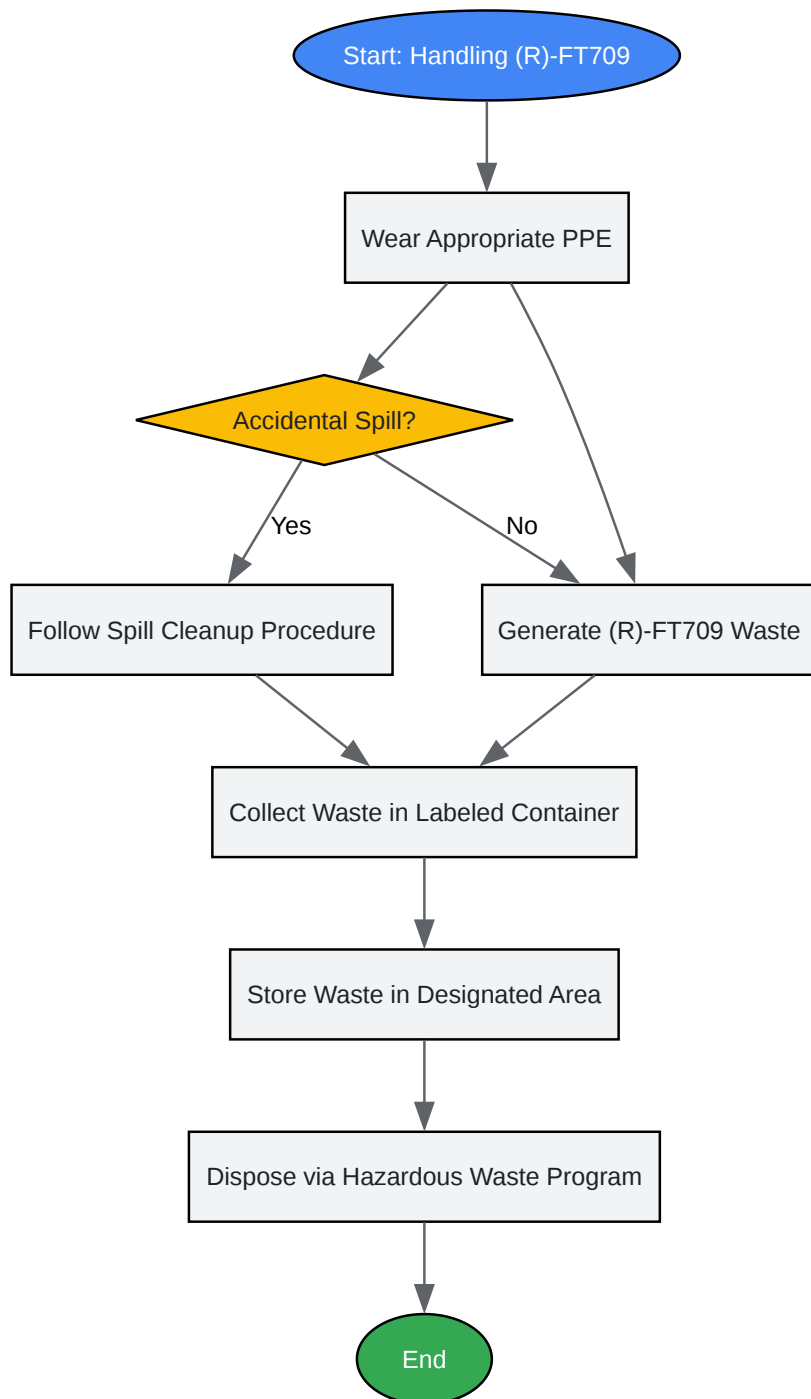 Start: Handling (R)-FT709
Wear Appropriate PPE
Accidental Spill?
Yes
No
Follow Spill Cleanup Procedure
Generate (R)-FT709 Waste
Collect Waste in Labeled Container
Store Waste in Designated Area
Dispose via Hazardous Waste Program
End